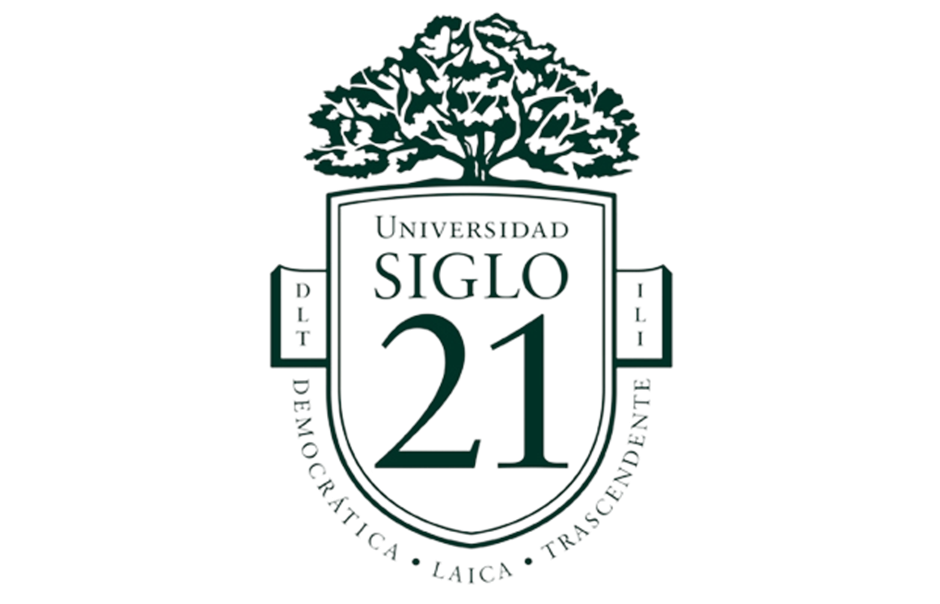 UNIVERSIDAD
SIGLO
21
DLT
ILI
DEMOCRÁTICA • LAICA • TRASCENDENTE